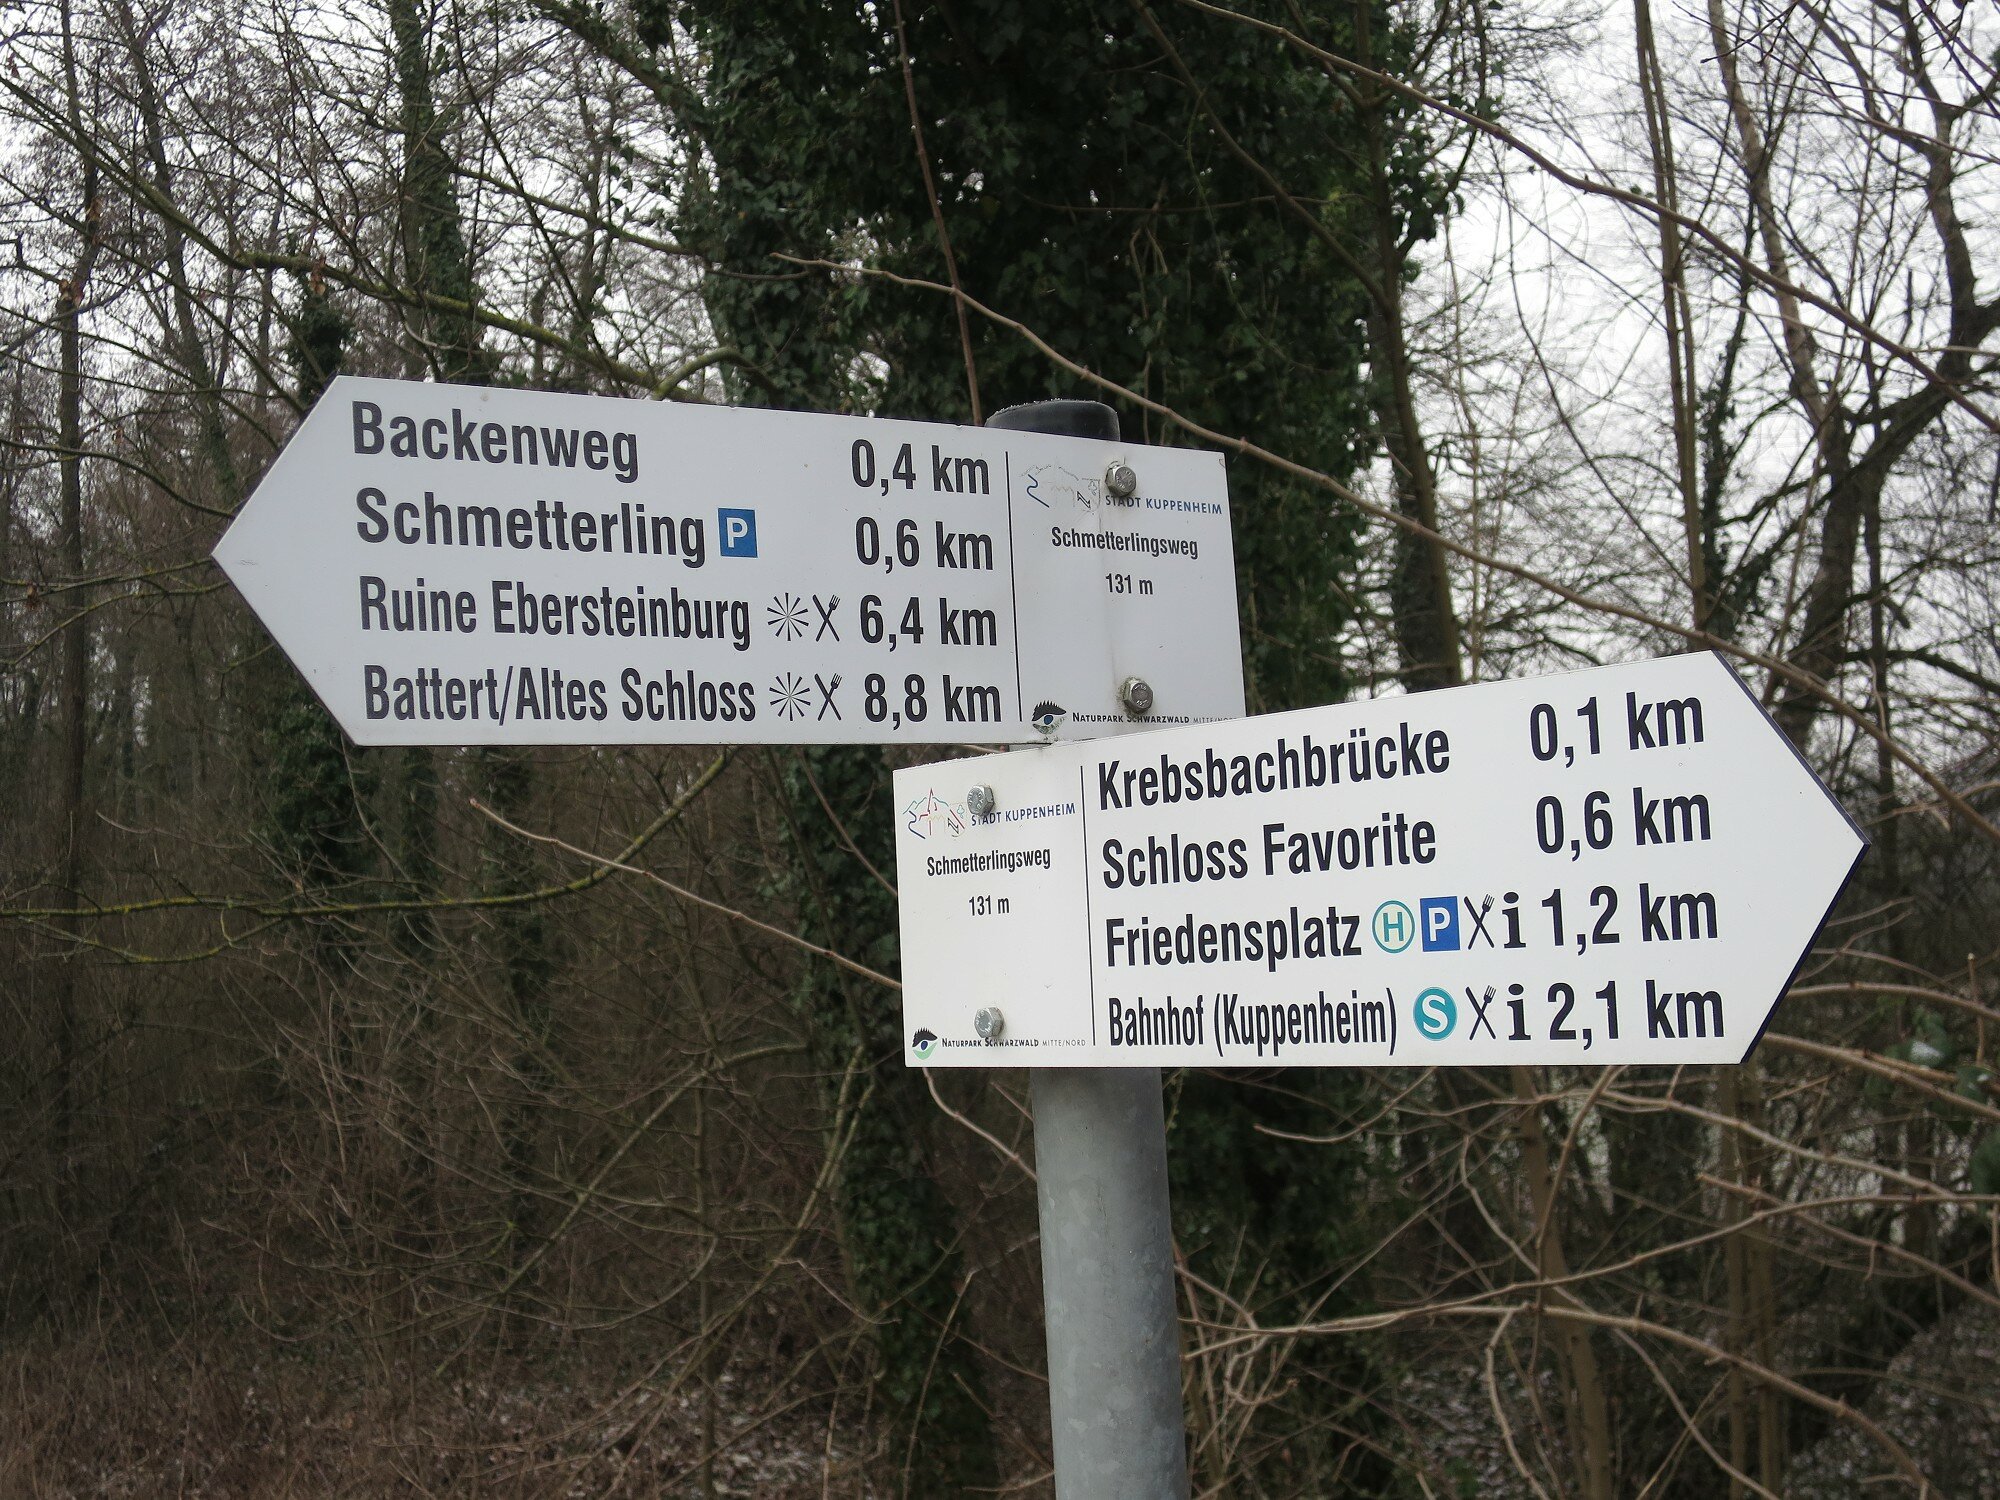 Backenweg 0,4 km
Schmetterling P 0,6 km
Ruine Ebersteinburg 6,4 km
Battert/Altes Schloss 8,8 km
STADT KUPPENHEIM
Schmetterlingsweg
131 m
NATURPARK SCHWARZWALD MITTE/NORD
STADT KUPPENHEIM
Schmetterlingsweg
131 m
NATURPARK SCHWARZWALD MITTE/NORD
Krebsbachbrücke 0,1 km
Schloss Favorite 0,6 km
Friedensplatz H P i 1,2 km
Bahnhof (Kuppenheim) S i 2,1 km